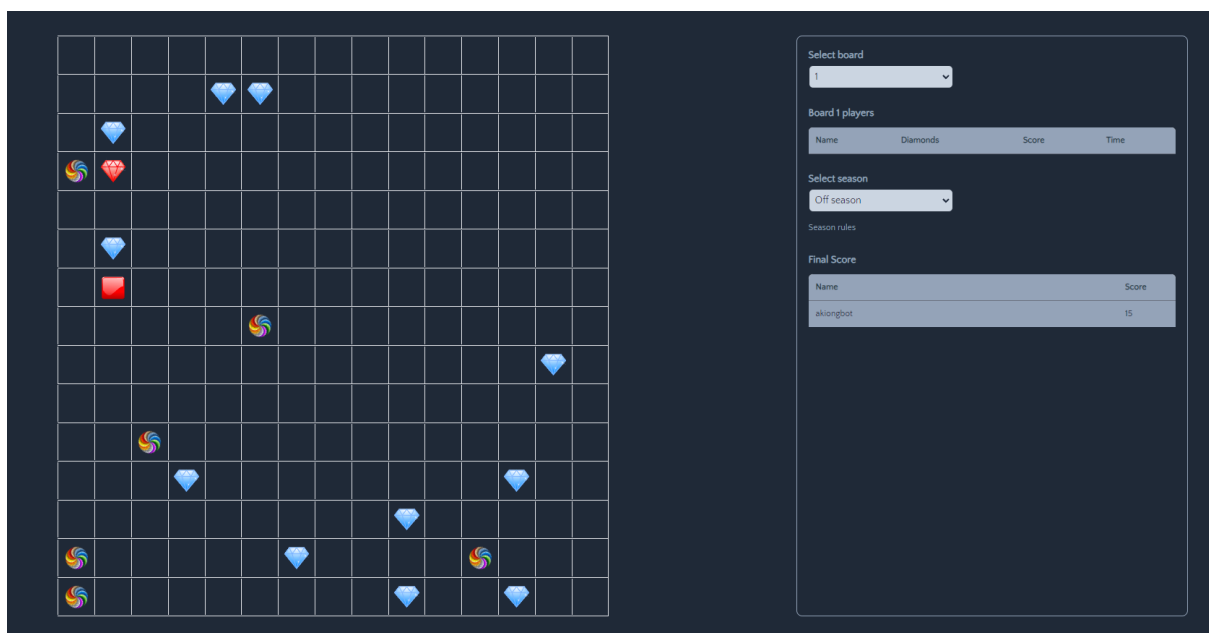 Select board
1
Board 1 players
Name Diamonds Score Time
Select season
Off season
Season rules
Final Score
Name Score
akiongbot 15